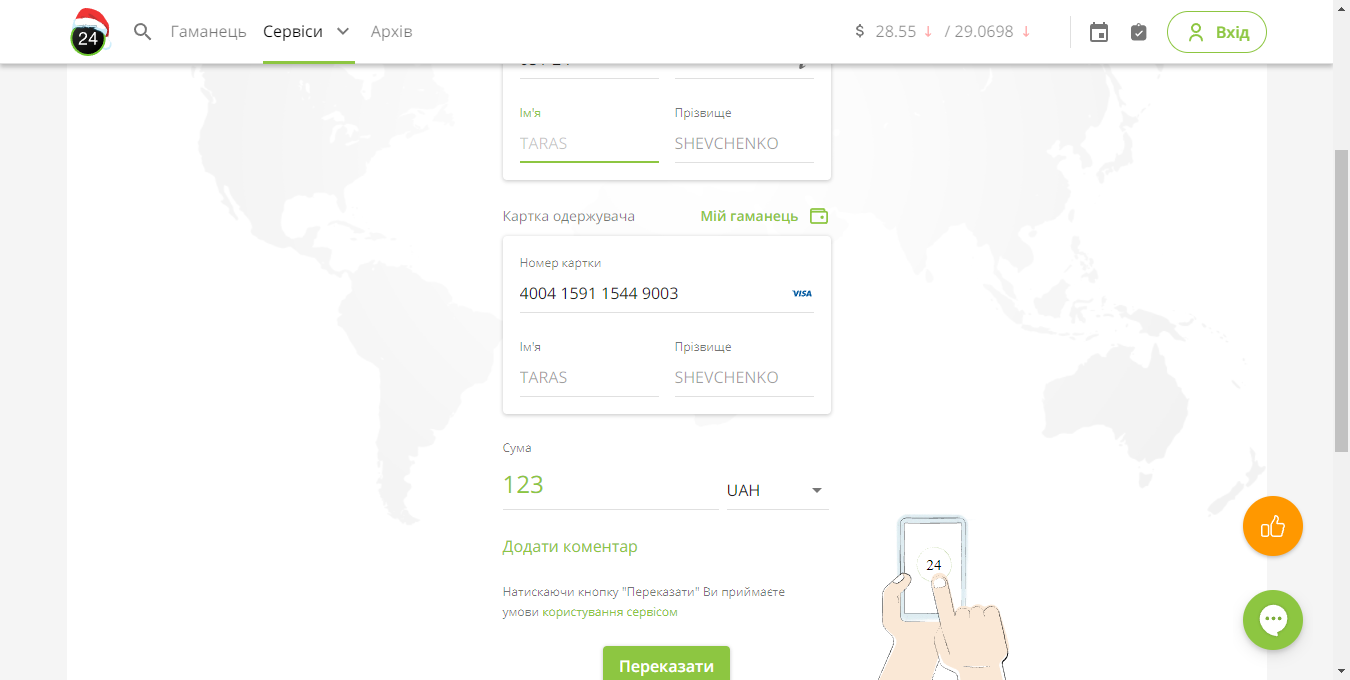 24
Гаманець Сервіси Архів
$ 28.55 ↓ / 29.0698 ↓
Вхід
Ім'я Прізвище
TARAS SHEVCHENKO
Картка одержувача Мій гаманець
Номер картки
4004 1591 1544 9003 VISA
Ім'я Прізвище
TARAS SHEVCHENKO
Сума
123 UAH
Додати коментар
24
Натискаючи кнопку "Переказати" Ви приймаєте
умови користування сервісом
Переказати